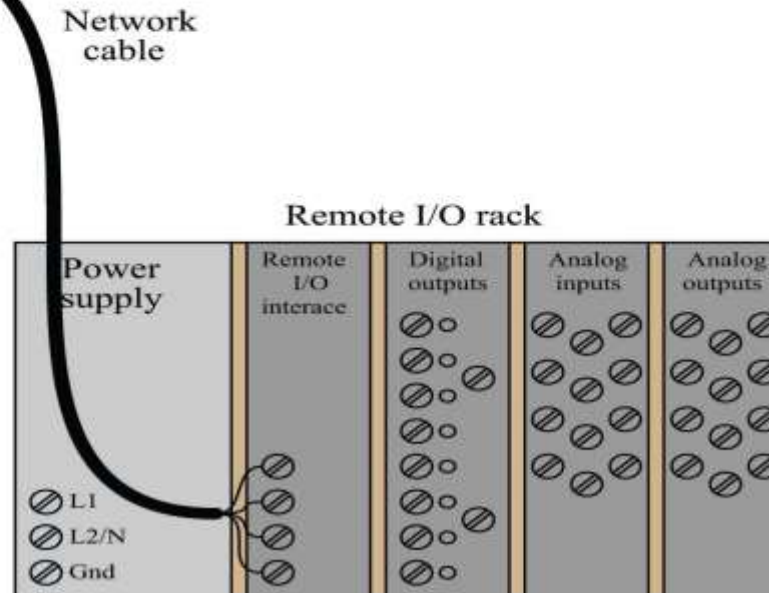 Network
cable
Remote I/O rack
Power
supply
Remote
I/O
interace
Digital
outputs
Analog
inputs
Analog
outputs
L1
L2/N
Gnd